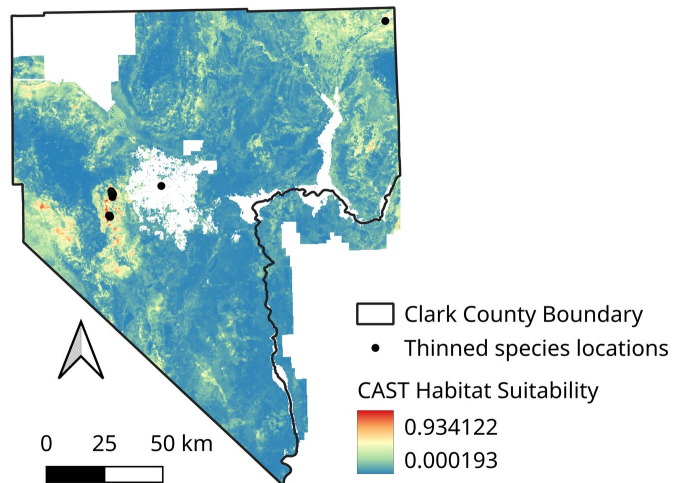 Clark County Boundary
Thinned species locations
CAST Habitat Suitability
0.934122
0.000193
0 25 50 km